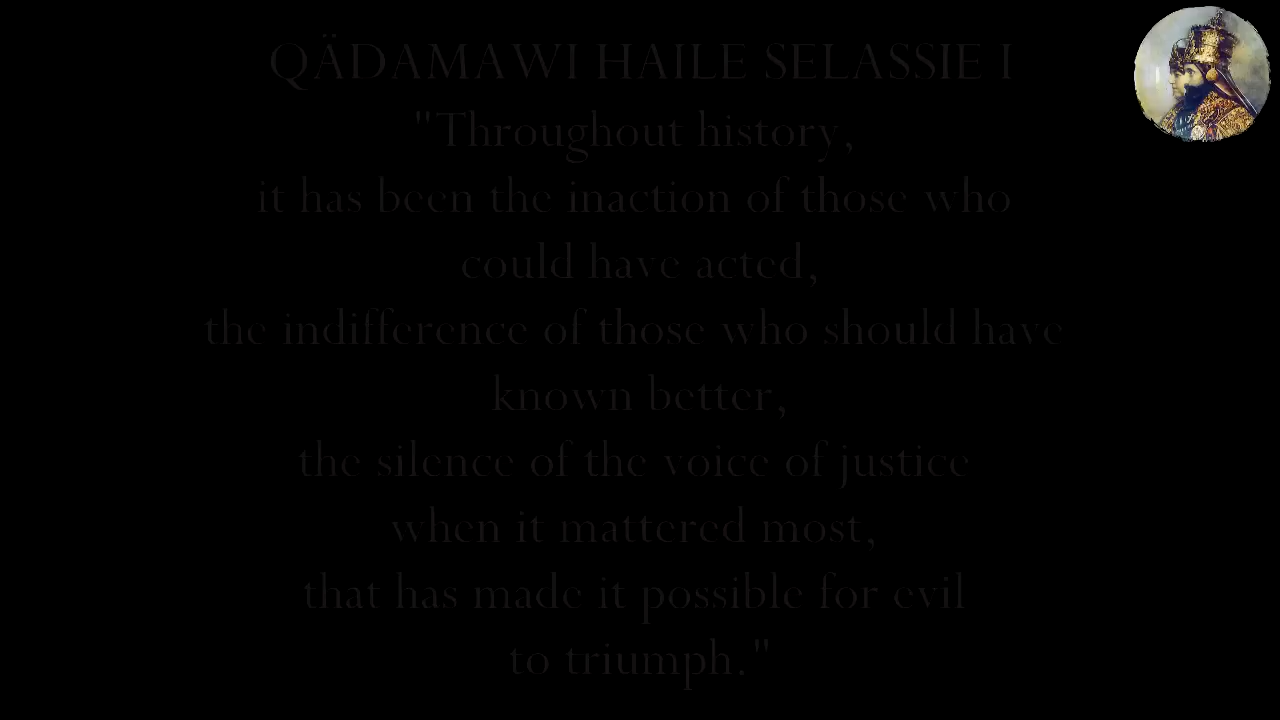 QÄDAMAWI HAILE SELASSIE I
"Throughout history,
it has been the inaction of those who
could have acted,
the indifference of those who should have
known better,
the silence of the voice of justice
when it mattered most,
that has made it possible for evil
to triumph."